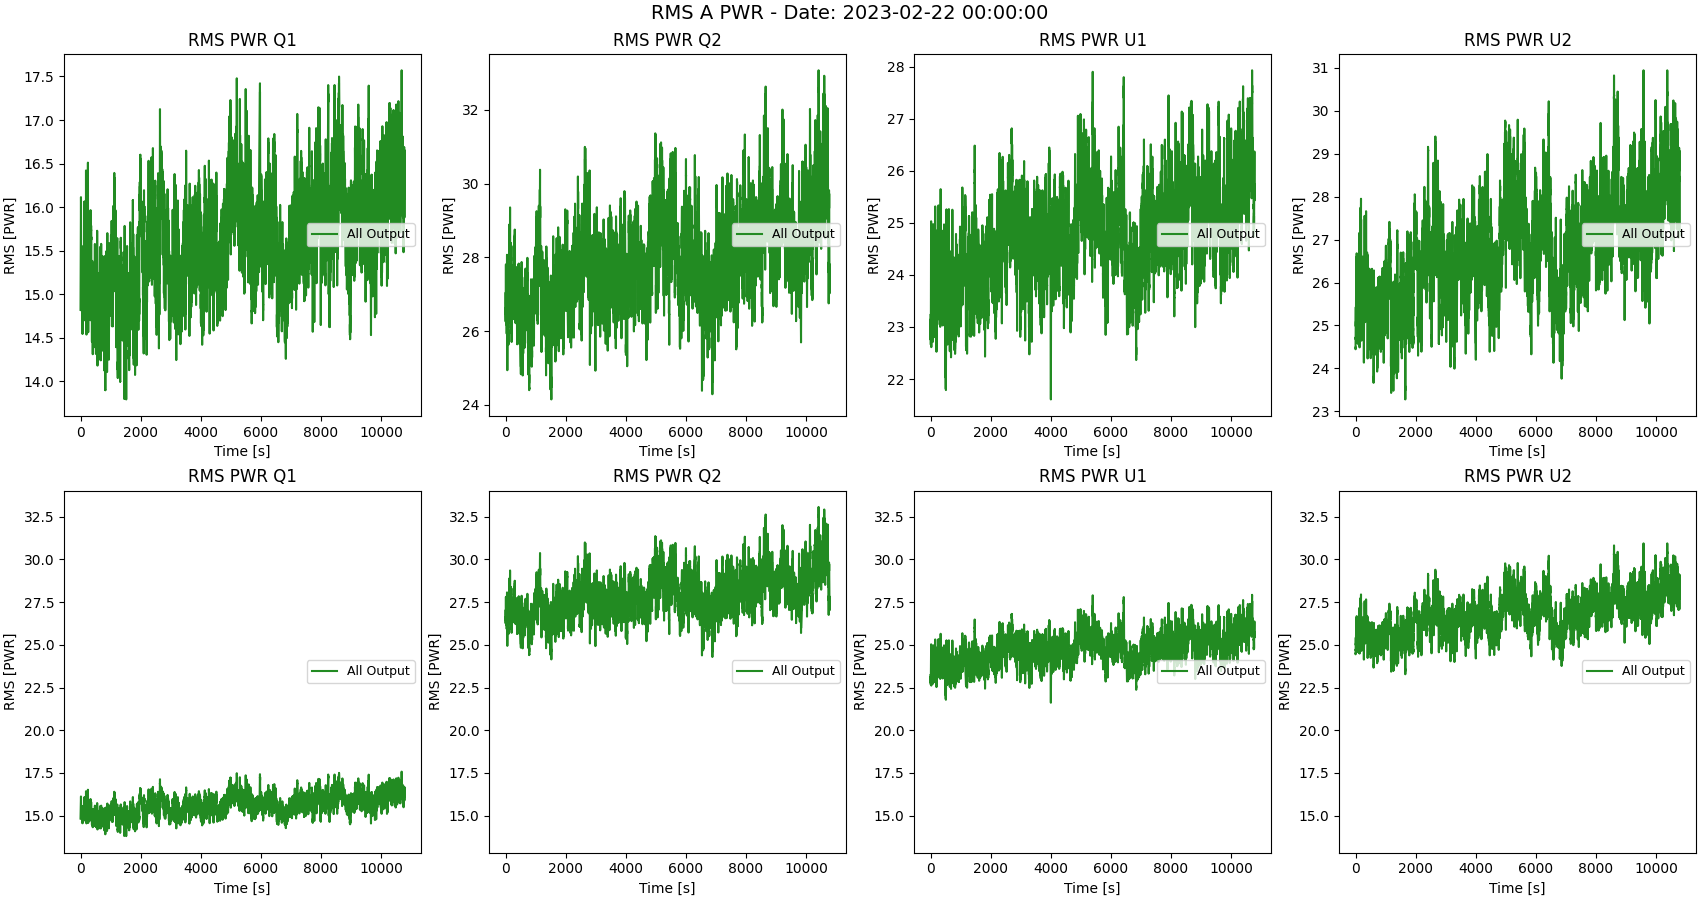 RMS A PWR - Date: 2023-02-22 00:00:00
RMS PWR Q1
RMS [PWR]
17.5
17.0
16.5
16.0
15.5
15.0
14.5
14.0
0 2000 4000 6000 8000 10000
Time [s]
All Output
RMS PWR Q2
RMS [PWR]
32
30
28
26
24
0 2000 4000 6000 8000 10000
Time [s]
All Output
RMS PWR U1
RMS [PWR]
28
27
26
25
24
23
22
0 2000 4000 6000 8000 10000
Time [s]
All Output
RMS PWR U2
RMS [PWR]
31
30
29
28
27
26
25
24
23
0 2000 4000 6000 8000 10000
Time [s]
All Output
RMS PWR Q1
RMS [PWR]
32.5
30.0
27.5
25.0
22.5
20.0
17.5
15.0
0 2000 4000 6000 8000 10000
Time [s]
All Output
RMS PWR Q2
RMS [PWR]
32.5
30.0
27.5
25.0
22.5
20.0
17.5
15.0
0 2000 4000 6000 8000 10000
Time [s]
All Output
RMS PWR U1
RMS [PWR]
32.5
30.0
27.5
25.0
22.5
20.0
17.5
15.0
0 2000 4000 6000 8000 10000
Time [s]
All Output
RMS PWR U2
RMS [PWR]
32.5
30.0
27.5
25.0
22.5
20.0
17.5
15.0
0 2000 4000 6000 8000 10000
Time [s]
All Output